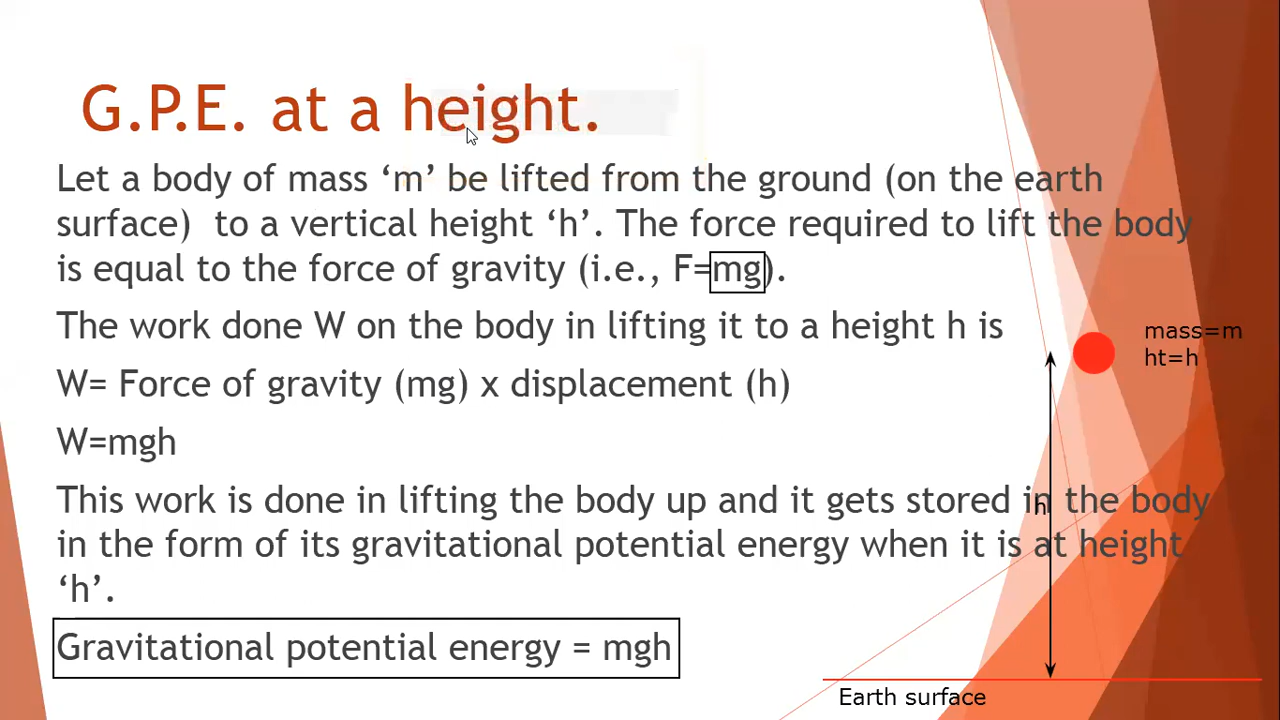 G.P.E. at a height.
Let a body of mass ‘m’ be lifted from the ground (on the earth
surface) to a vertical height ‘h’. The force required to lift the body
is equal to the force of gravity (i.e., F=mg).
The work done W on the body in lifting it to a height h is
W= Force of gravity (mg) x displacement (h)
W=mgh
This work is done in lifting the body up and it gets stored in the body
in the form of its gravitational potential energy when it is at height
‘h’.
Gravitational potential energy = mgh
mass=m
ht=h
h
Earth surface